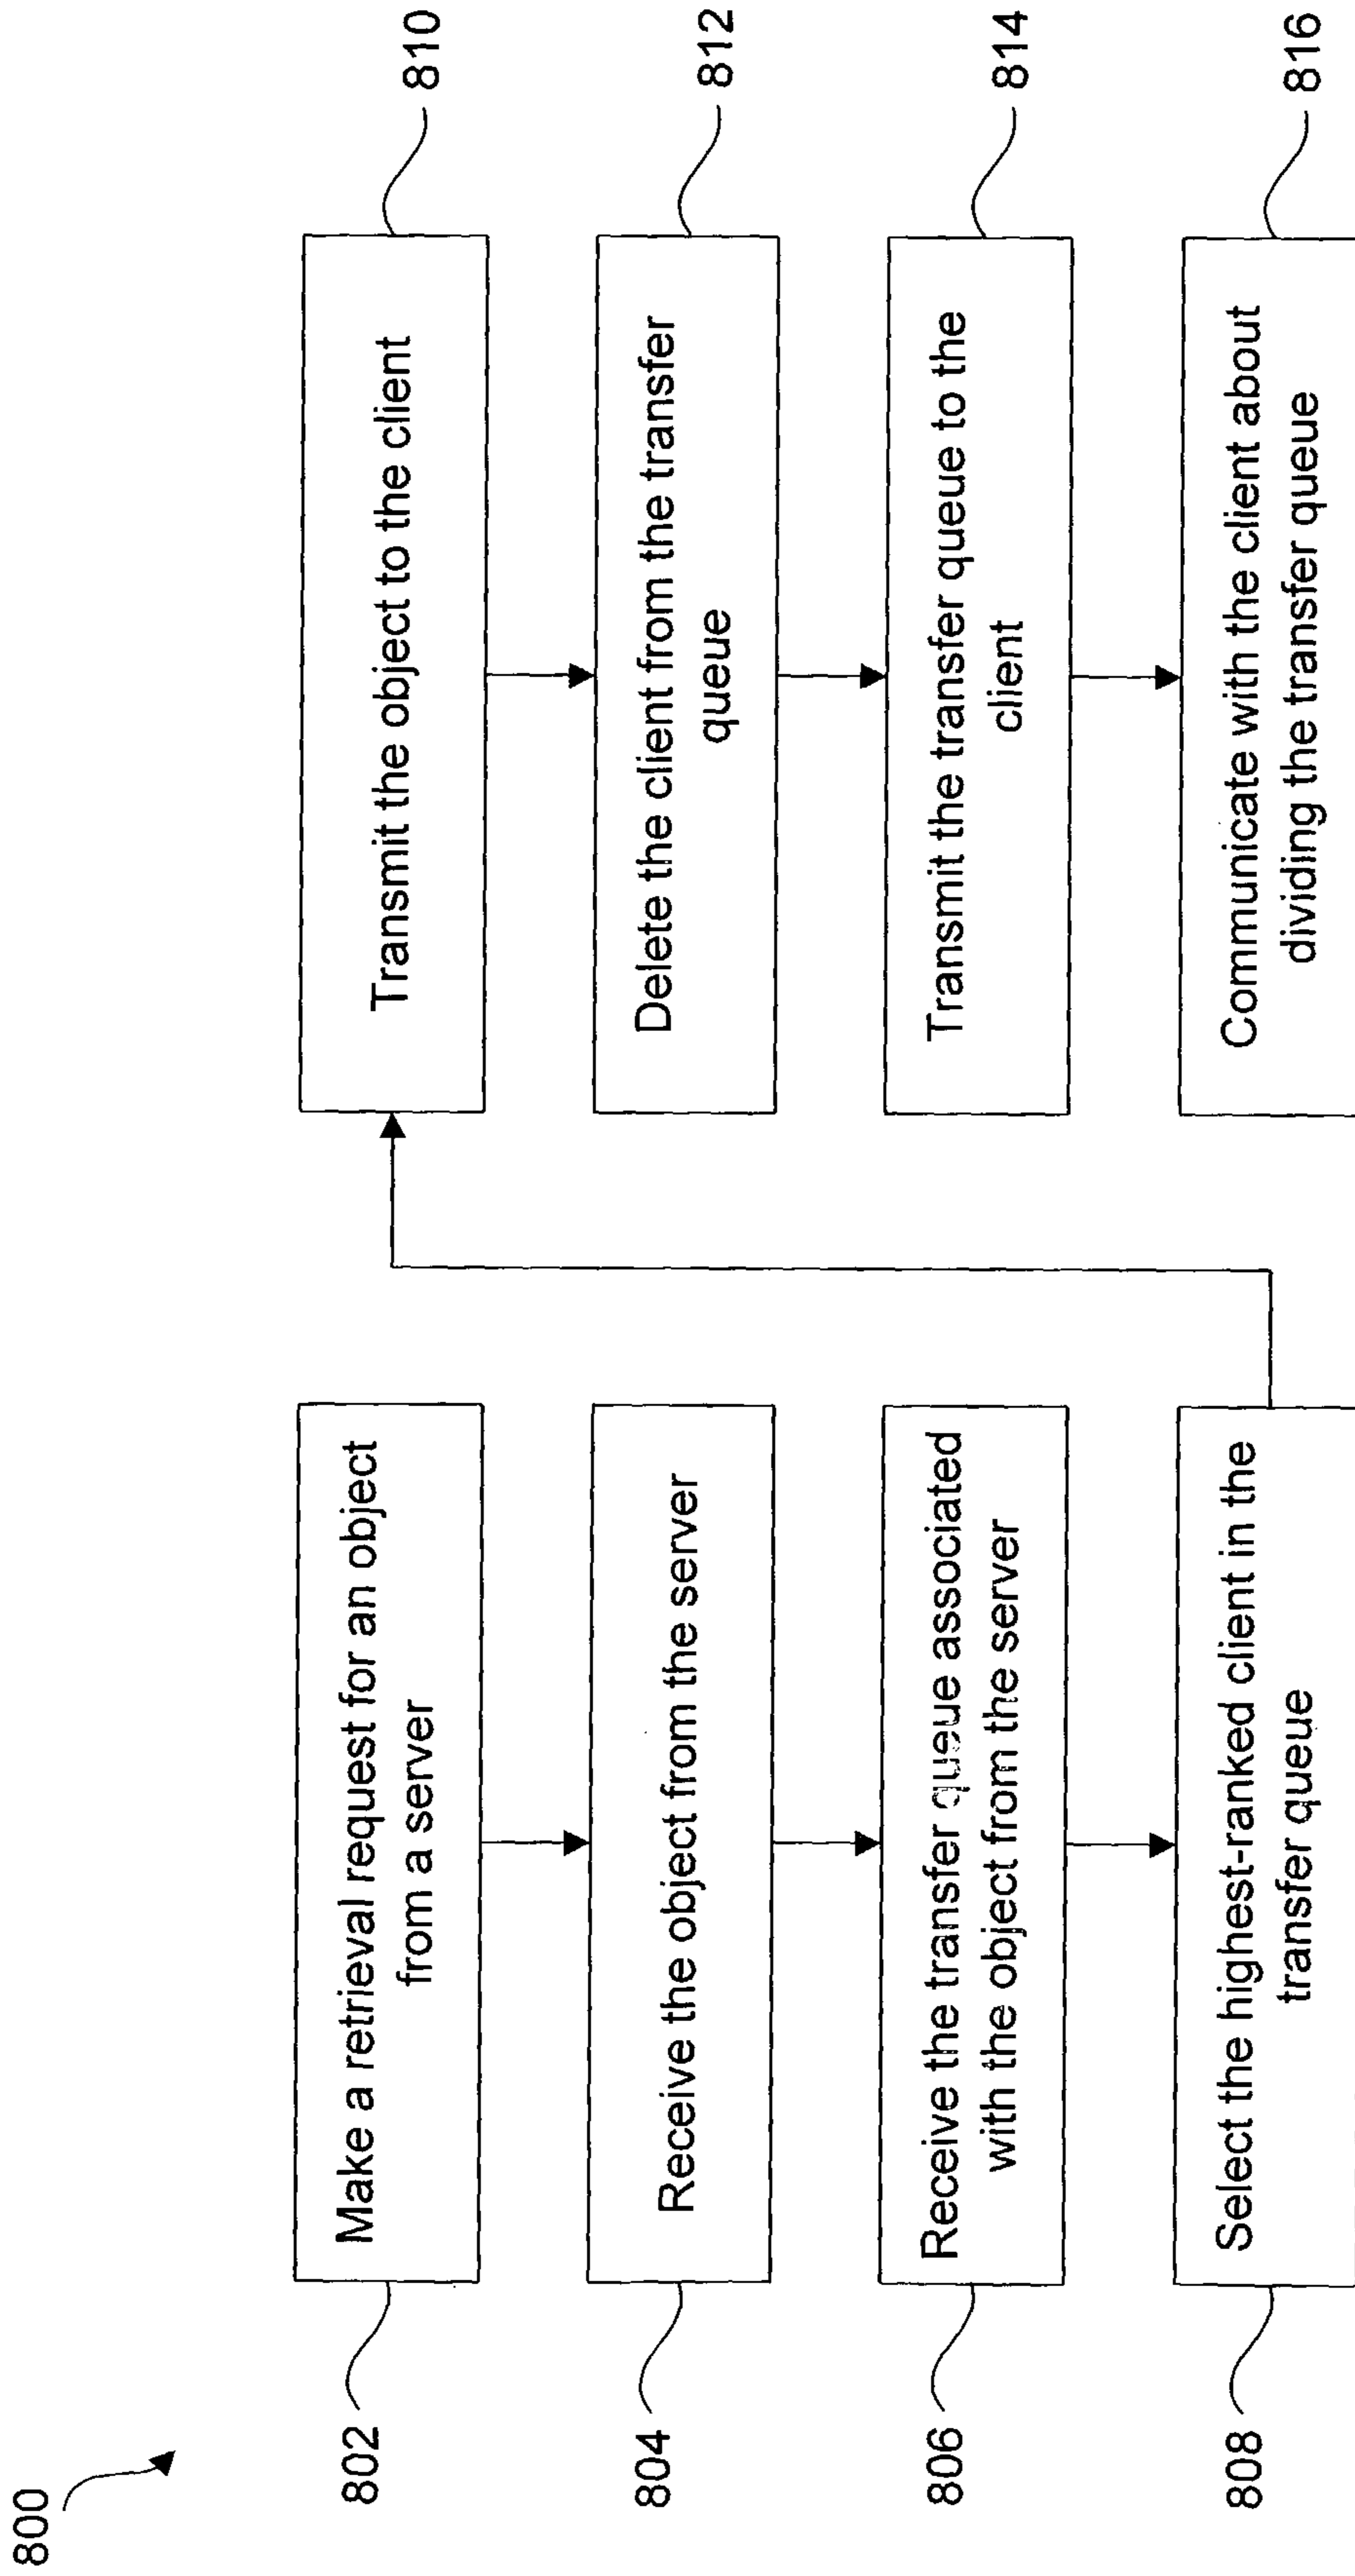 800
802
Make a retrieval request for an object
from a server
804
Receive the object from the server
806
Receive the transfer queue associated
with the object from the server
808
Select the highest-ranked client in the
transfer queue
810
Transmit the object to the client
812
Delete the client from the transfer
queue
814
Transmit the transfer queue to the
client
816
Communicate with the client about
dividing the transfer queue